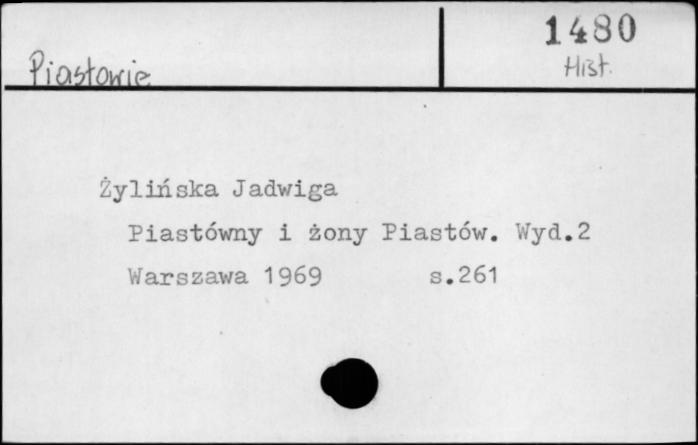 1480
Piastowie
Hist.
Żylińska Jadwiga
Piastówny i żony Piastów. Wyd.2
Warszawa 1969 s.261